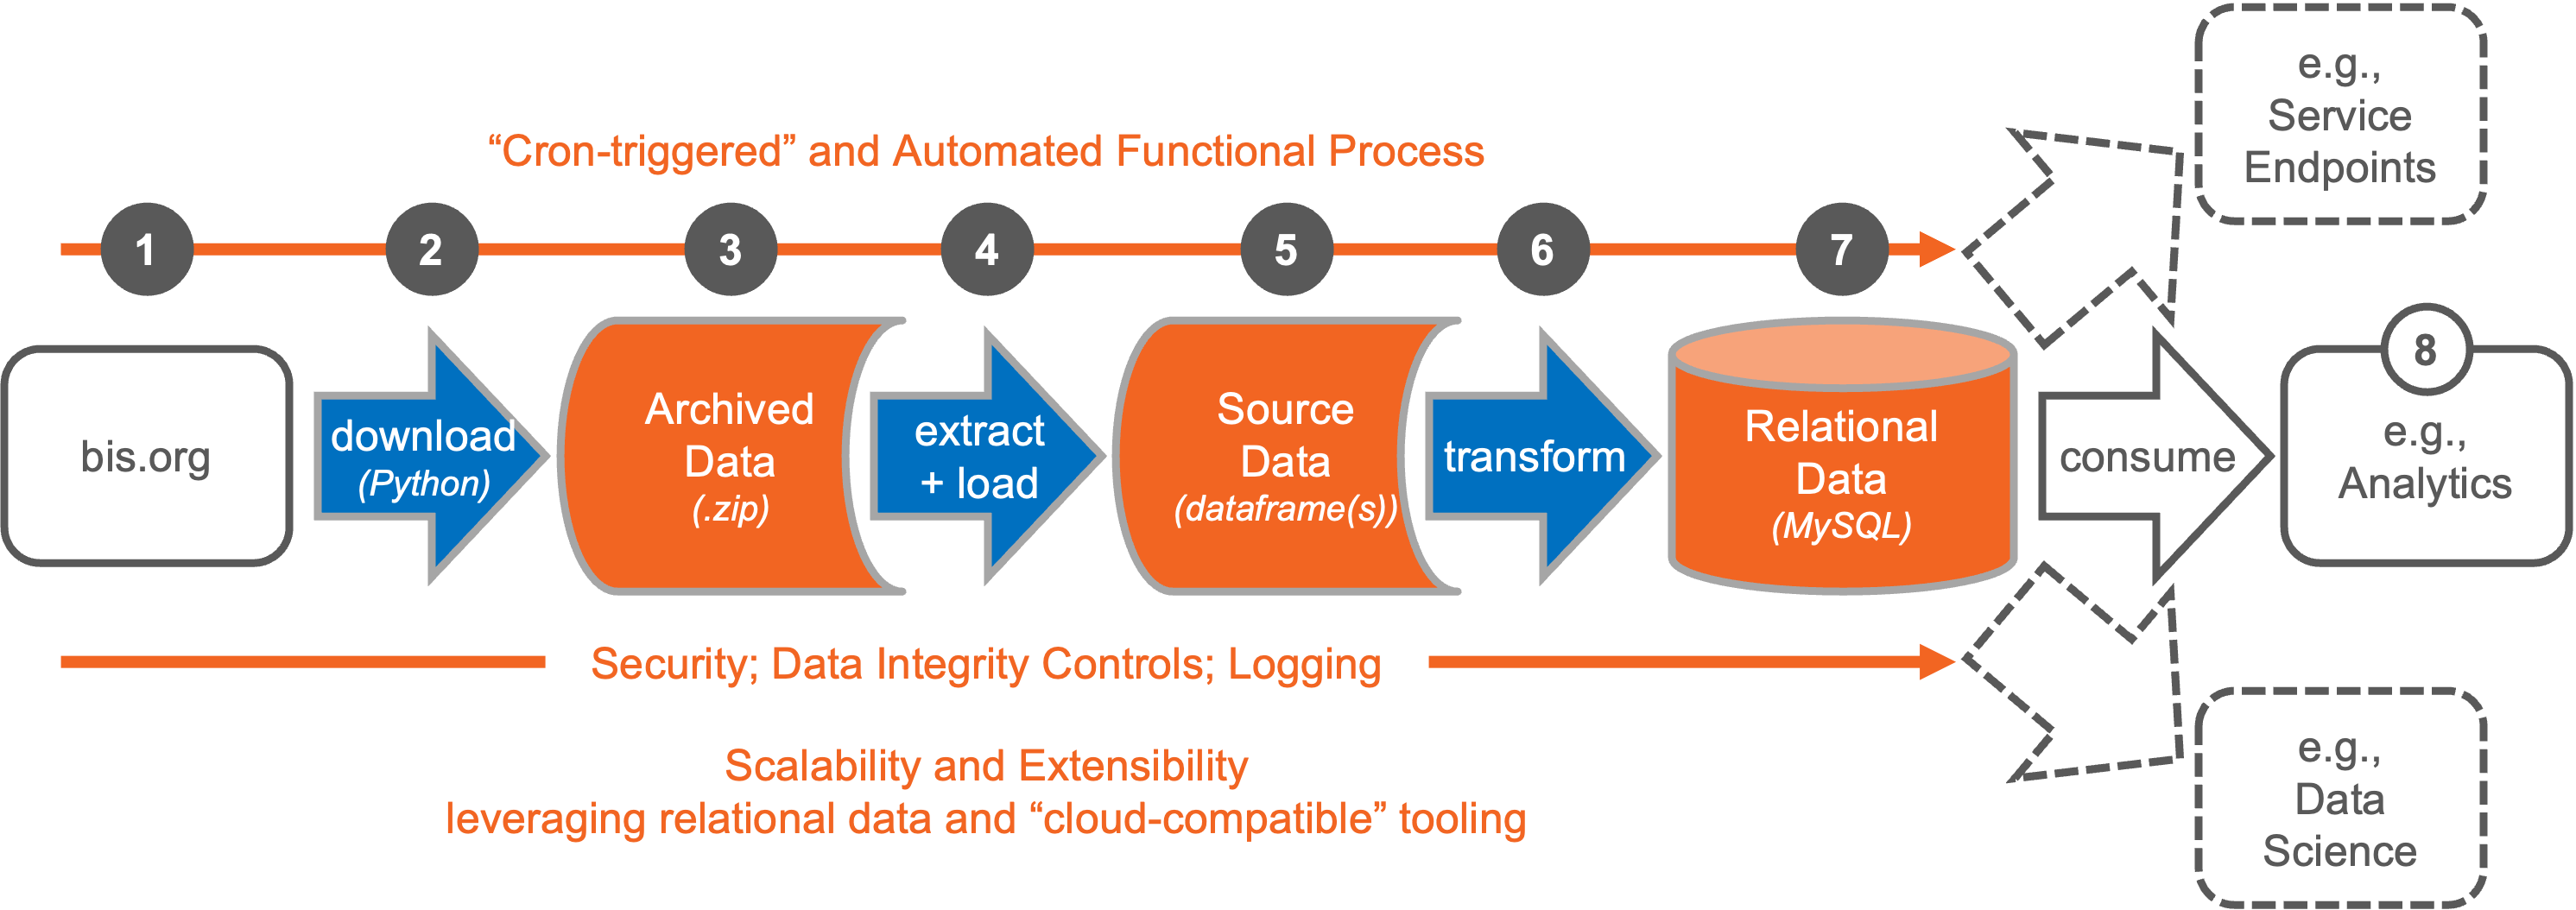 “Cron-triggered” and Automated Functional Process
1
2
3
4
5
6
7
bis.org
download
(Python)
Archived
Data
(.zip)
extract
+ load
Source
Data
(dataframe(s))
transform
Relational
Data
(MySQL)
consume
e.g.,
Service
Endpoints
8
e.g.,
Analytics
e.g.,
Data
Science
Security; Data Integrity Controls; Logging
Scalability and Extensibility
leveraging relational data and “cloud-compatible” tooling